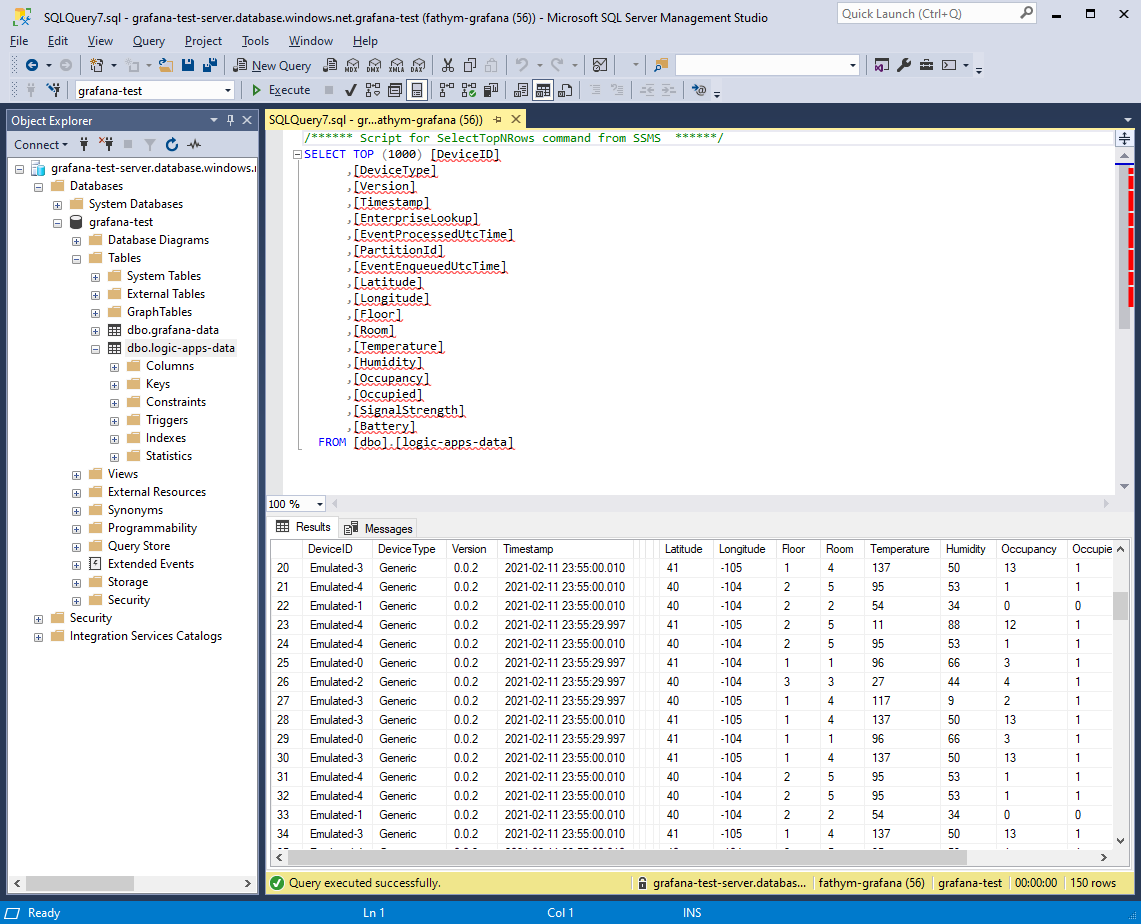 SQLQuery7.sql - grafana-test-server.database.windows.net.grafana-test (fathym-grafana (56)) - Microsoft SQL Server Management Studio
Quick Launch (Ctrl+Q)
File Edit View Query Project Tools Window Help
New Query MDX DMX XMLA DAX
grafana-test Execute
Object Explorer
Connect
grafana-test-server.database.windows.
Databases
System Databases
grafana-test
Database Diagrams
Tables
System Tables
External Tables
GraphTables
dbo.grafana-data
dbo.logic-apps-data
Columns
Keys
Constraints
Triggers
Indexes
Statistics
Views
External Resources
Synonyms
Programmability
Query Store
Extended Events
Storage
Security
Security
Integration Services Catalogs
SQLQuery7.sql - gr...athym-grafana (56))
/****** Script for SelectTopNRows command from SSMS ******/
SELECT TOP (1000) [DeviceID]
,[DeviceType]
,[Version]
,[Timestamp]
,[EnterpriseLookup]
,[EventProcessedUtcTime]
,[PartitionId]
,[EventEnqueuedUtcTime]
,[Latitude]
,[Longitude]
,[Floor]
,[Room]
,[Temperature]
,[Humidity]
,[Occupancy]
,[Occupied]
,[SignalStrength]
,[Battery]
FROM [dbo].[logic-apps-data]
100 %
Results Messages
DeviceID DeviceType Version Timestamp Latitude Longitude Floor Room Temperature Humidity Occupancy Occupie
20 Emulated-3 Generic 0.0.2 2021-02-11 23:55:00.010 41 -105 1 4 137 50 13 1
21 Emulated-4 Generic 0.0.2 2021-02-11 23:55:00.010 40 -104 2 5 95 53 1 1
22 Emulated-1 Generic 0.0.2 2021-02-11 23:55:00.010 40 -104 2 2 54 34 0 0
23 Emulated-4 Generic 0.0.2 2021-02-11 23:55:29.997 41 -105 2 5 11 88 12 1
24 Emulated-4 Generic 0.0.2 2021-02-11 23:55:00.010 40 -104 2 5 95 53 1 1
25 Emulated-0 Generic 0.0.2 2021-02-11 23:55:29.997 41 -104 1 1 96 66 3 1
26 Emulated-2 Generic 0.0.2 2021-02-11 23:55:29.997 40 -104 3 3 27 44 4 1
27 Emulated-3 Generic 0.0.2 2021-02-11 23:55:29.997 40 -105 1 4 117 9 2 1
28 Emulated-3 Generic 0.0.2 2021-02-11 23:55:00.010 41 -105 1 4 137 50 13 1
29 Emulated-0 Generic 0.0.2 2021-02-11 23:55:29.997 41 -104 1 1 96 66 3 1
30 Emulated-3 Generic 0.0.2 2021-02-11 23:55:00.010 41 -105 1 4 137 50 13 1
31 Emulated-4 Generic 0.0.2 2021-02-11 23:55:00.010 40 -104 2 5 95 53 1 1
32 Emulated-4 Generic 0.0.2 2021-02-11 23:55:00.010 40 -104 2 5 95 53 1 1
33 Emulated-1 Generic 0.0.2 2021-02-11 23:55:00.010 40 -104 2 2 54 34 0 0
34 Emulated-3 Generic 0.0.2 2021-02-11 23:55:00.010 41 -105 1 4 137 50 13 1
Query executed successfully. grafana-test-server.databas... fathym-grafana (56) grafana-test 00:00:00 150 rows
Ready Ln 1 Col 1 INS